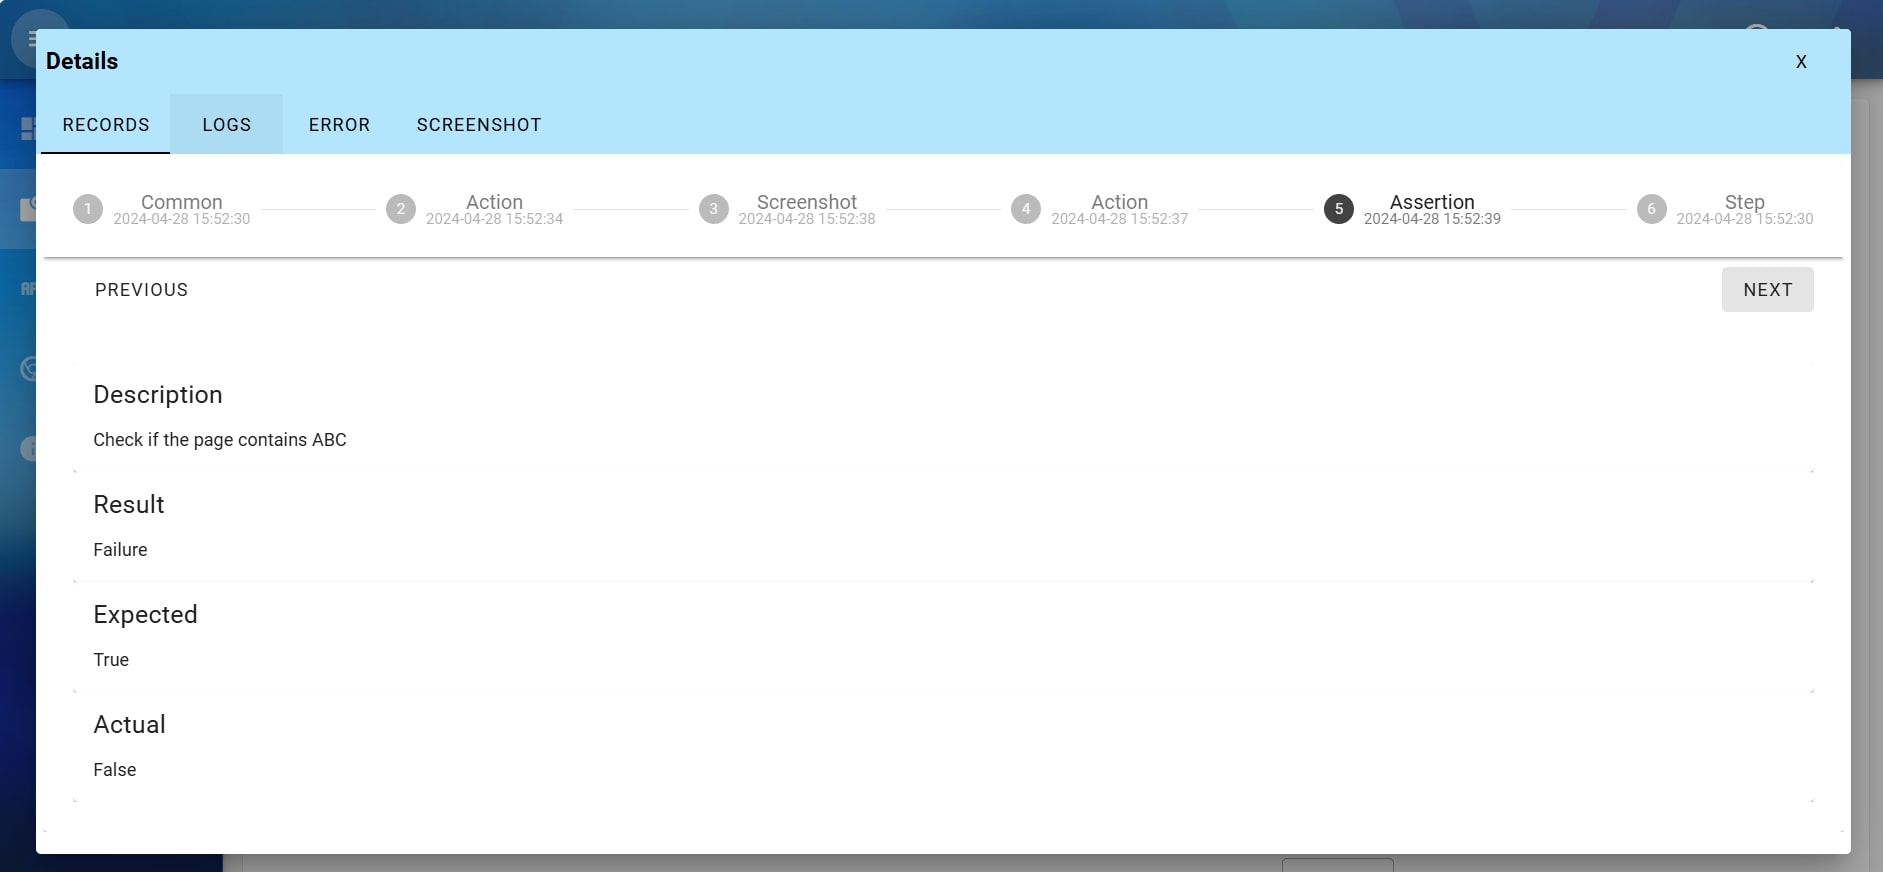 Details
X
RECORDS
LOGS
ERROR
SCREENSHOT
1
Common
2024-04-28 15:52:30
2
Action
2024-04-28 15:52:34
3
Screenshot
2024-04-28 15:52:38
4
Action
2024-04-28 15:52:37
5
Assertion
2024-04-28 15:52:39
6
Step
2024-04-28 15:52:30
PREVIOUS
NEXT
Description
Check if the page contains ABC
Result
Failure
Expected
True
Actual
False